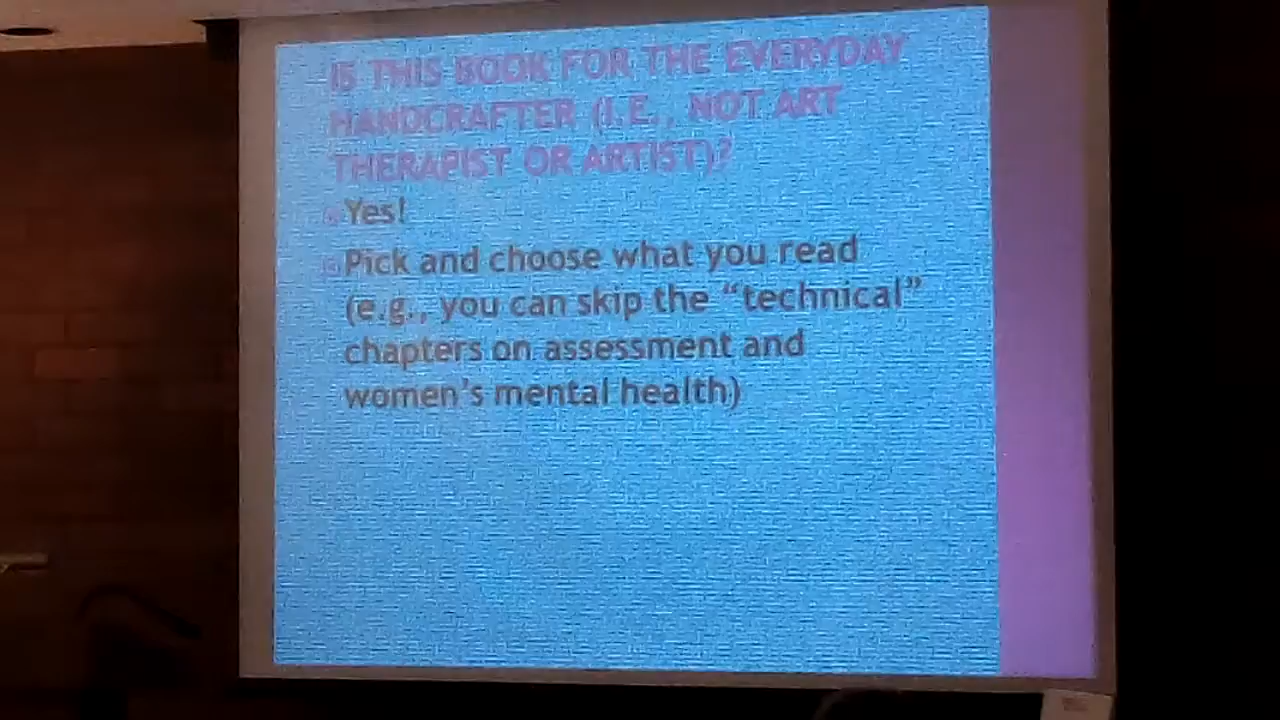 IS THIS BOOK FOR THE EVERYDAY
HANDCRAFTER (I.E., NOT ART
THERAPIST OR ARTIST)?
Yes!
Pick and choose what you read
(e.g., you can skip the “technical”
chapters on assessment and
women's mental health)